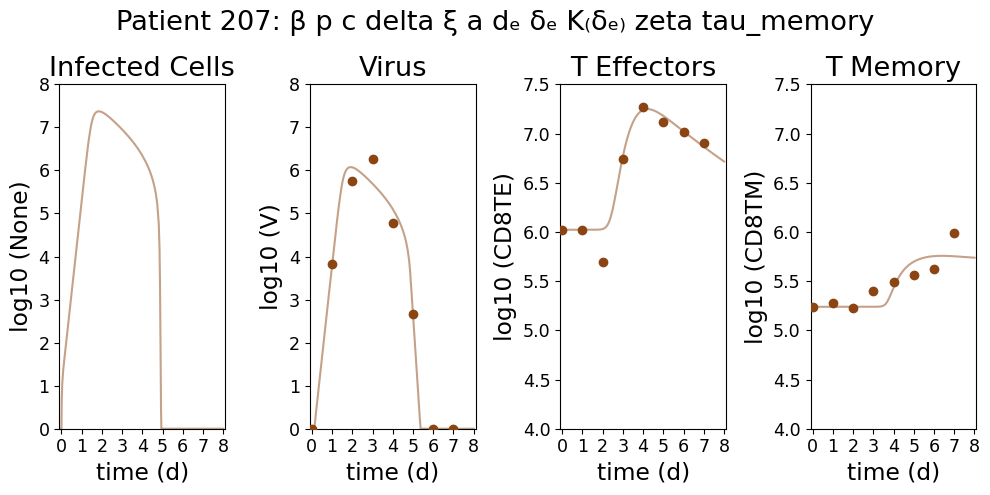 Patient 207: β p c delta ξ a dₑ δₑ K₍δₑ₎ zeta tau_memory
Infected Cells
Virus
T Effectors
T Memory
log10 (None)
8
7
6
5
4
3
2
1
0
0 1 2 3 4 5 6 7 8
time (d)
log10 (V)
8
7
6
5
4
3
2
1
0
0 1 2 3 4 5 6 7 8
time (d)
log10 (CD8TE)
7.5
7.0
6.5
6.0
5.5
5.0
4.5
4.0
0 1 2 3 4 5 6 7 8
time (d)
log10 (CD8TM)
7.5
7.0
6.5
6.0
5.5
5.0
4.5
4.0
0 1 2 3 4 5 6 7 8
time (d)